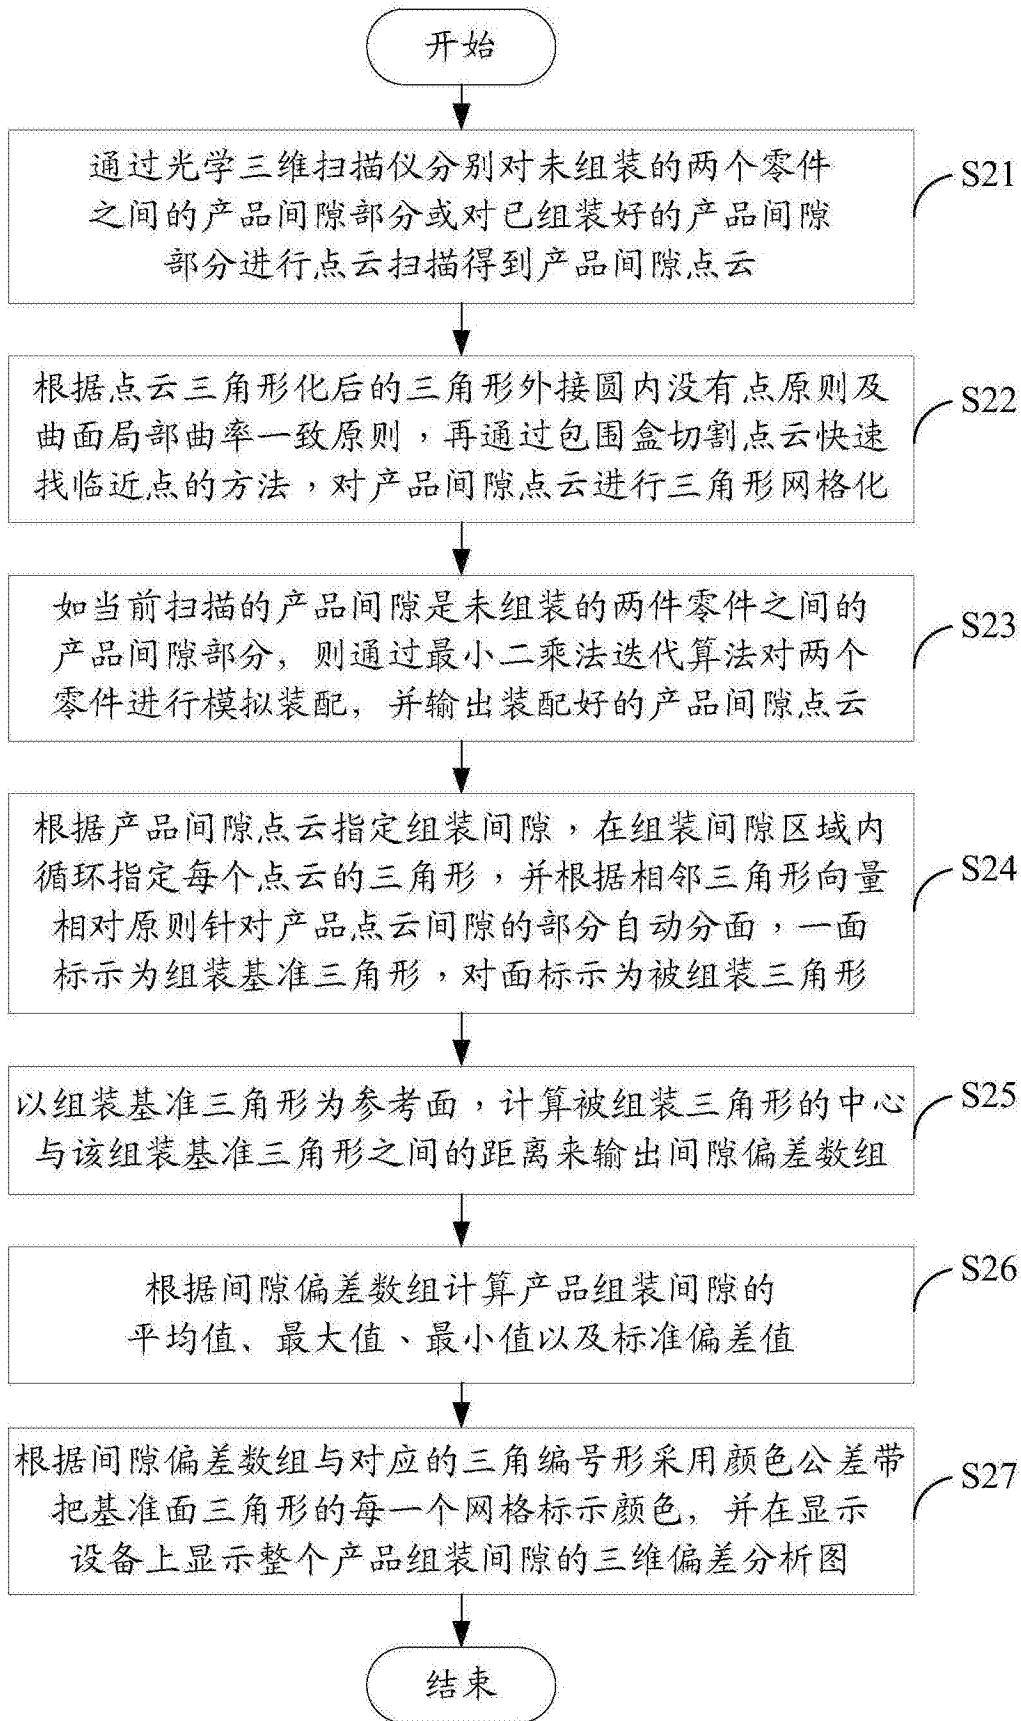 开始
通过光学三维扫描仪分别对未组装的两个零件
之间的产品间隙部分或对已组装好的产品间隙
部分进行点云扫描得到产品间隙点云
S21
根据点云三角形化后的三角形外接圆内没有点原则及
曲面局部曲率一致原则，再通过包围盒切割点云快速
找临近点的方法，对产品间隙点云进行三角形网格化
S22
如当前扫描的产品间隙是未组装的两件零件之间的
产品间隙部分，则通过最小二乘法迭代算法对两个
零件进行模拟装配，并输出装配好的产品间隙点云
S23
根据产品间隙点云指定组装间隙，在组装间隙区域内
循环指定每个点云的三角形，并根据相邻三角形向量
相对原则针对产品点云间隙的部分自动分面，一面
标示为组装基准三角形，对面标示为被组装三角形
S24
以组装基准三角形为参考面，计算被组装三角形的中心
与该组装基准三角形之间的距离来输出间隙偏差数组
S25
根据间隙偏差数组计算产品组装间隙的
平均值、最大值、最小值以及标准偏差值
S26
根据间隙偏差数组与对应的三角编号形采用颜色公差带
把基准面三角形的每一个网格标示颜色，并在显示
设备上显示整个产品组装间隙的三维偏差分析图
S27
结束